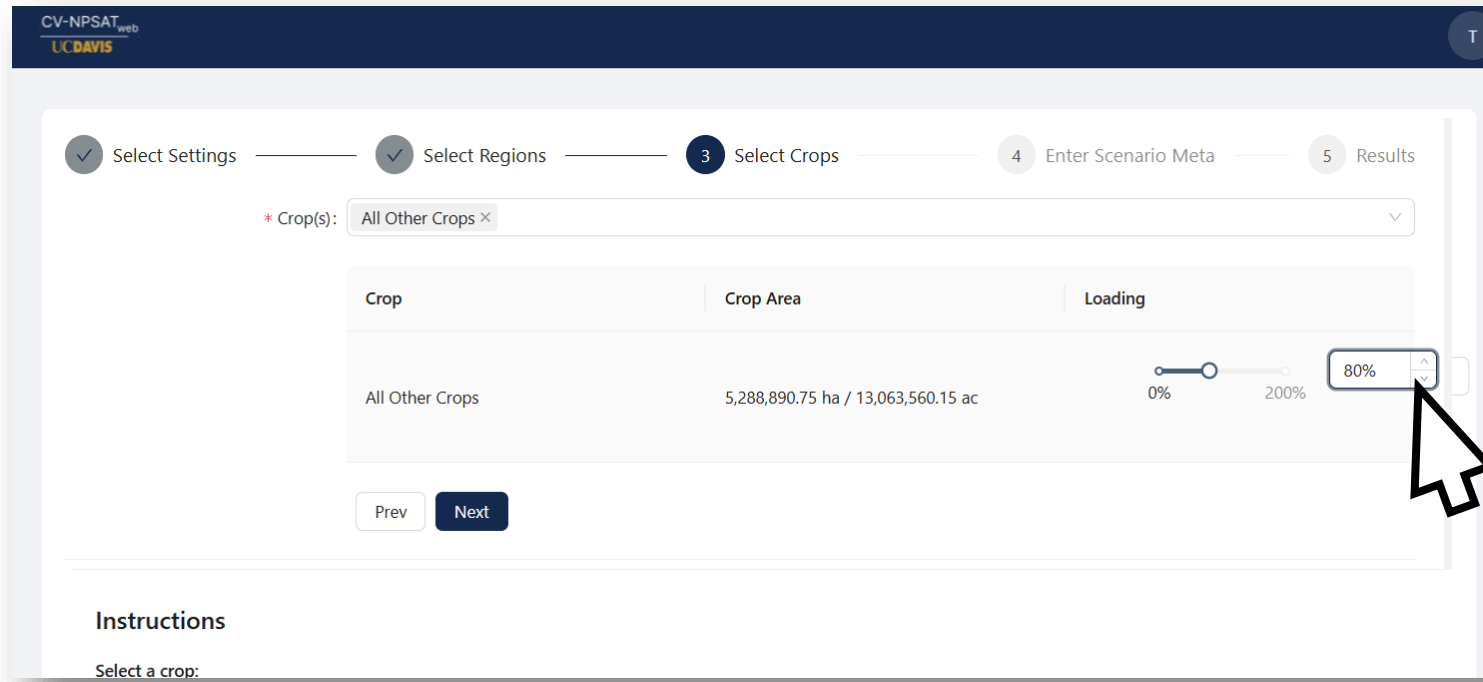 CV-NPSATweb
UCDAVIS
T
Select Settings
Select Regions
3 Select Crops
4 Enter Scenario Meta
5 Results
* Crop(s): All Other Crops ×
Crop Crop Area Loading
All Other Crops 5,288,890.75 ha / 13,063,560.15 ac 0% 200% 80%
Prev Next
Instructions
Select a crop: